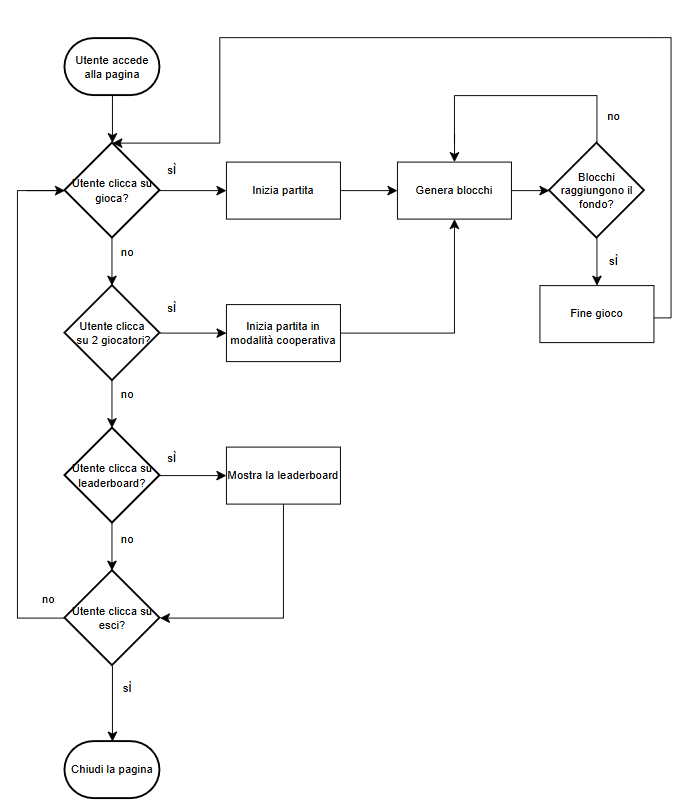 Utente accede
alla pagina
no
sÌ
Utente clicca su
gioca?
Inizia partita
Genera blocchi
Blocchi
raggiungono il
fondo?
no
sÌ
sÌ
Utente clicca
su 2 giocatori?
Inizia partita in
modalità cooperativa
Fine gioco
no
sÌ
Utente clicca su
leaderboard?
Mostra la leaderboard
no
no
Utente clicca su
esci?
sÌ
Chiudi la pagina